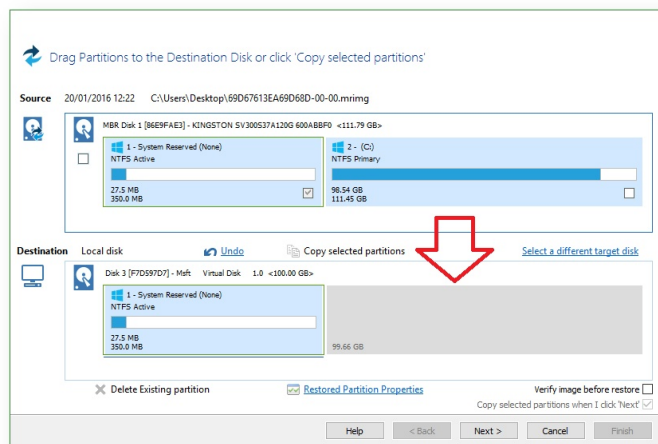 Drag Partitions to the Destination Disk or click 'Copy selected partitions'
Source 20/01/2016 12:22 C:\Users\Desktop\69D67613EA69D68D-00-00.mrimg
MBR Disk 1 [86E9FAE3] - KINGSTON SV300S37A120G 600ABBF0 <111.79 GB>
1 - System Reserved (None)
NTFS Active
27.5 MB
350.0 MB
2 - (C:)
NTFS Primary
98.54 GB
111.45 GB
Destination Local disk Undo Copy selected partitions Select a different target disk
Disk 3 [F7D597D7] - Msft Virtual Disk 1.0 <100.00 GB>
1 - System Reserved (None)
NTFS Active
27.5 MB
350.0 MB
99.66 GB
Delete Existing partition Restored Partition Properties Verify image before restore
Copy selected partitions when I click 'Next'
Help < Back Next > Cancel Finish